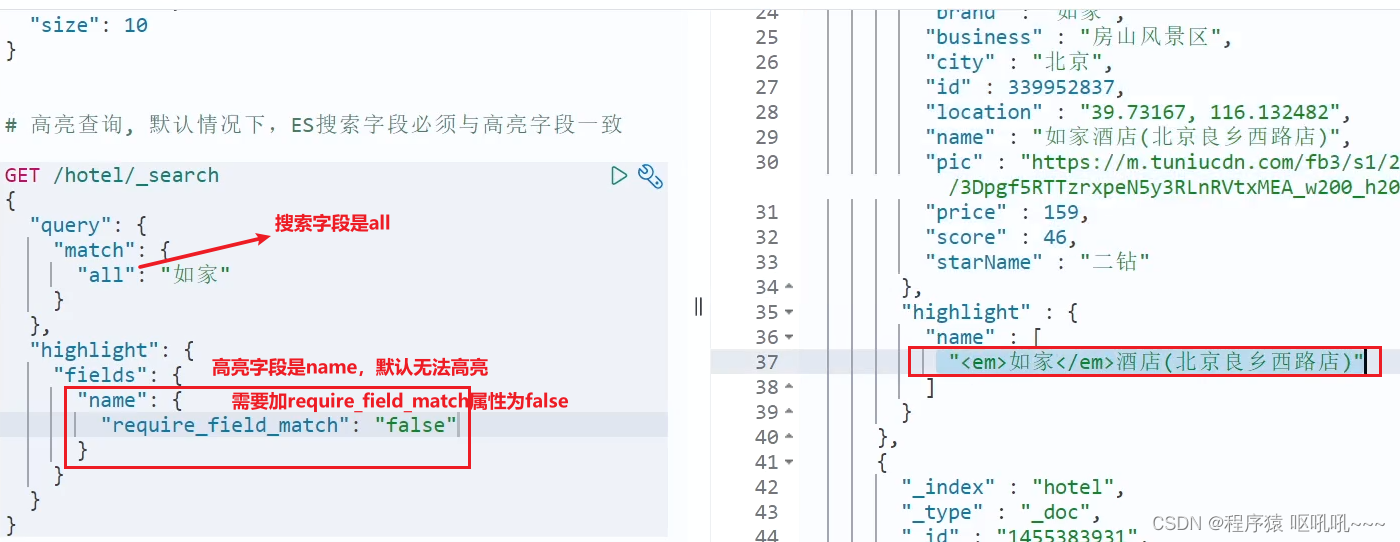 "size": 10
}
# 高亮查询, 默认情况下，ES搜索字段必须与高亮字段一致
GET /hotel/_search
{
"query": {
搜索字段是all
"match": {
"all": "如家"
}
},
"highlight": {
高亮字段是name，默认无法高亮
"fields": {
"name": {
需要加require_field_match属性为false
"require_field_match": "false"
}
}
}
}
24 "brand" : "如家",
25 "business" : "房山风景区",
26 "city" : "北京",
27 "id" : 339952837,
28 "location" : "39.73167, 116.132482",
29 "name" : "如家酒店(北京良乡西路店)",
30 "pic" : "https://m.tuniucdn.com/fb3/s1/2
/3Dpgf5RTTzrxpeN5y3RLnRVtxMEA_w200_h20
31 "price" : 159,
32 "score" : 46,
33 "starName" : "二钻"
34 },
35 "highlight" : {
36 "name" : [
37 "<em>如家</em>酒店(北京良乡西路店)"
38 ]
39 }
40 },
41 {
42 "_index" : "hotel",
43 "_type" : "_doc",
44 "_id" : "1455383931",
CSDN @程序猿 呕吼吼~~~